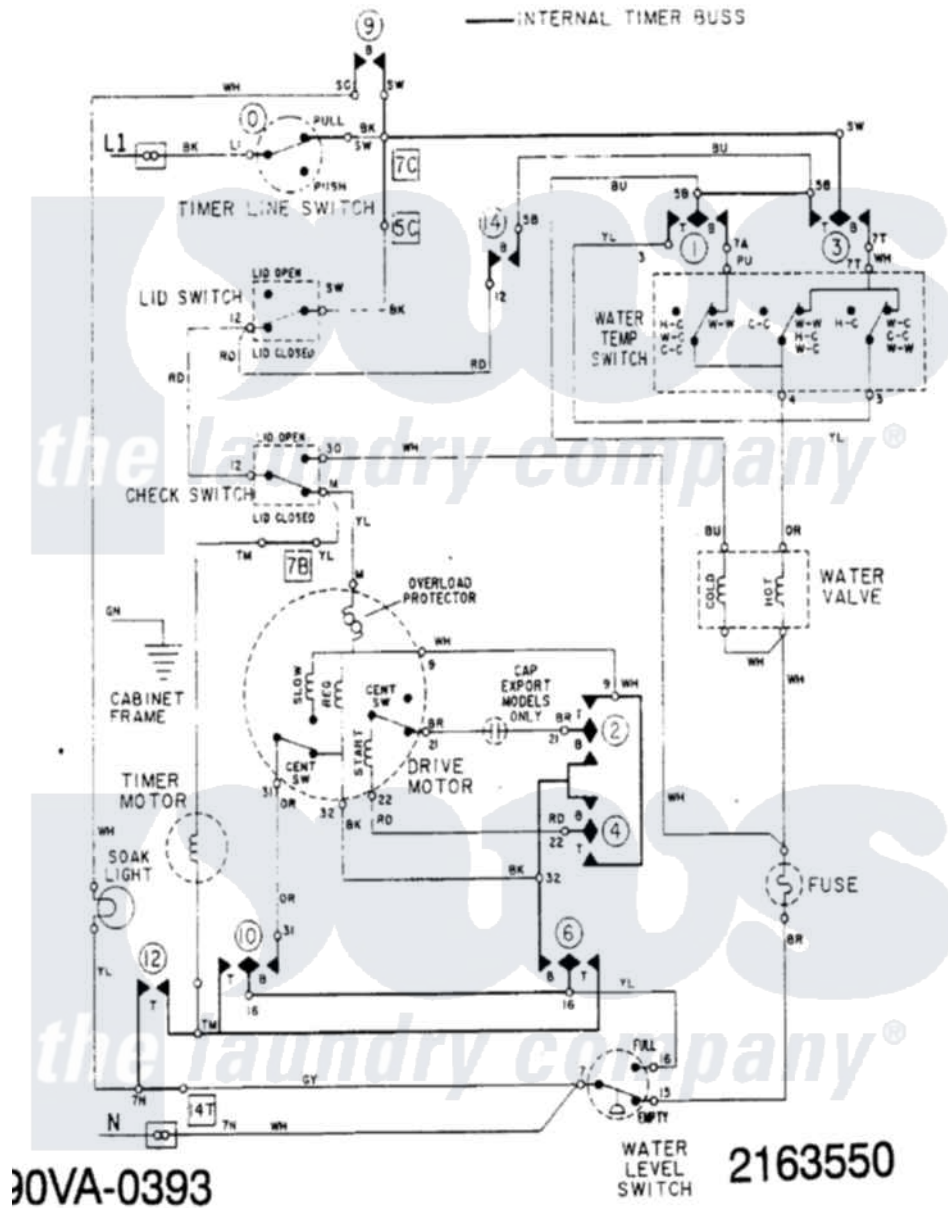 INTERNAL TIMER BUSS
9
B
WH
SG
SW
0
PULL
BK
SW
SW
L1
BK
L1
PUSH
7C
BU
TIMER LINE SWITCH
BU
5B
5B
14
5B
5C
B
YL
3
T
B
1
7A
PU
T
B
3
7T
WH
7T
LID OPEN
LID SWITCH
SW
12
BK
12
LID CLOSED
RD
RD
RD
WATER
TEMP
SWITCH
H-C
W-C
C-C
W-W
C-C
W-W
H-C
W-C
H-C
W-C
C-C
W-W
4
3
YL
the laundry company®
LID OPEN
30
WH
12
CHECK SWITCH
M
LID CLOSED
YL
TM
YL
7B
BU
OR
M
OVERLOAD
PROTECTOR
COLD
HOT
WATER
VALVE
GN
WH
WH
9
WH
CABINET
FRAME
SLOW
REG
CENT
SW
CAP
EXPORT
MODELS
ONLY
9
WH
T
BR
21
BR
21
2
B
START
CENT
SW
DRIVE
MOTOR
TIMER
MOTOR
31
OR
32
BK
22
RD
RD
22
B
4
T
WH
WH
SOAK
LIGHT
BK
32
FUSE
OR
BR
31
YL
12
T
10
T
B
16
6
B
T
16
YL
TM
the laundry company®
FULL
16
7
15
EMPTY
GY
7N
14T
N
7N
WH
WATER
LEVEL
SWITCH
2163550
90VA-0393